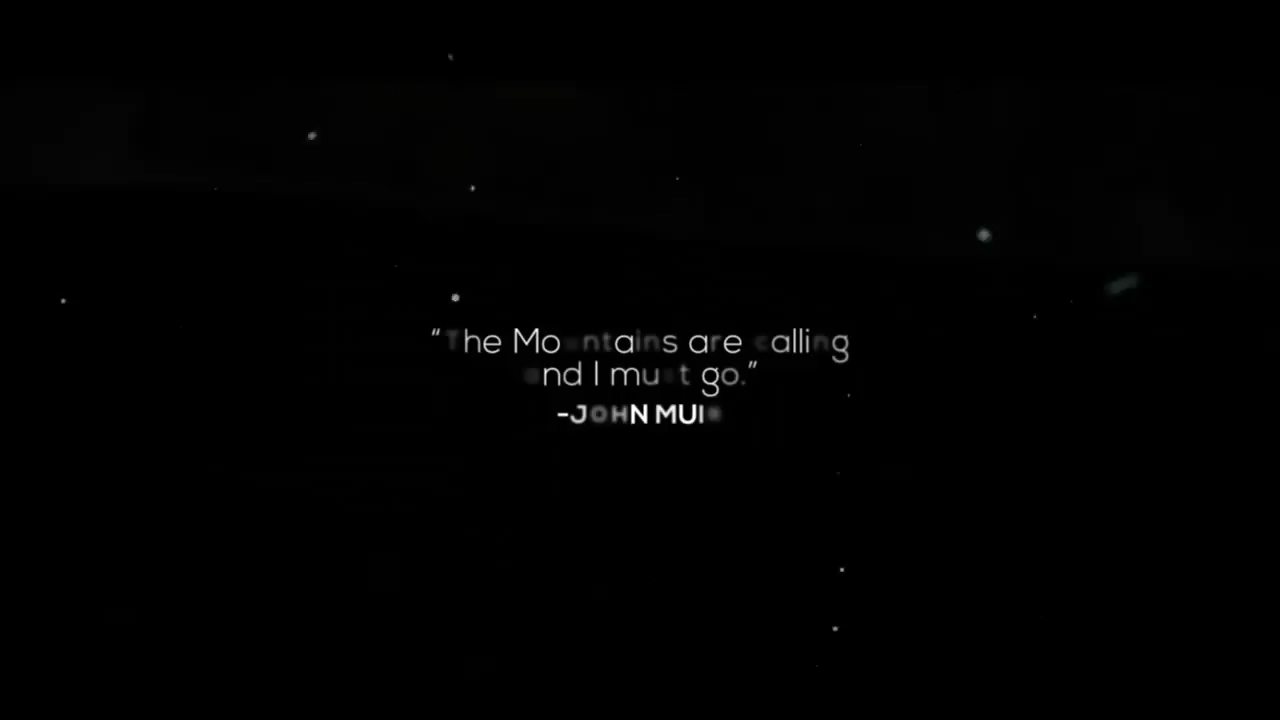 “The Mountains are calling
and I must go.”
-JOHN MUIR